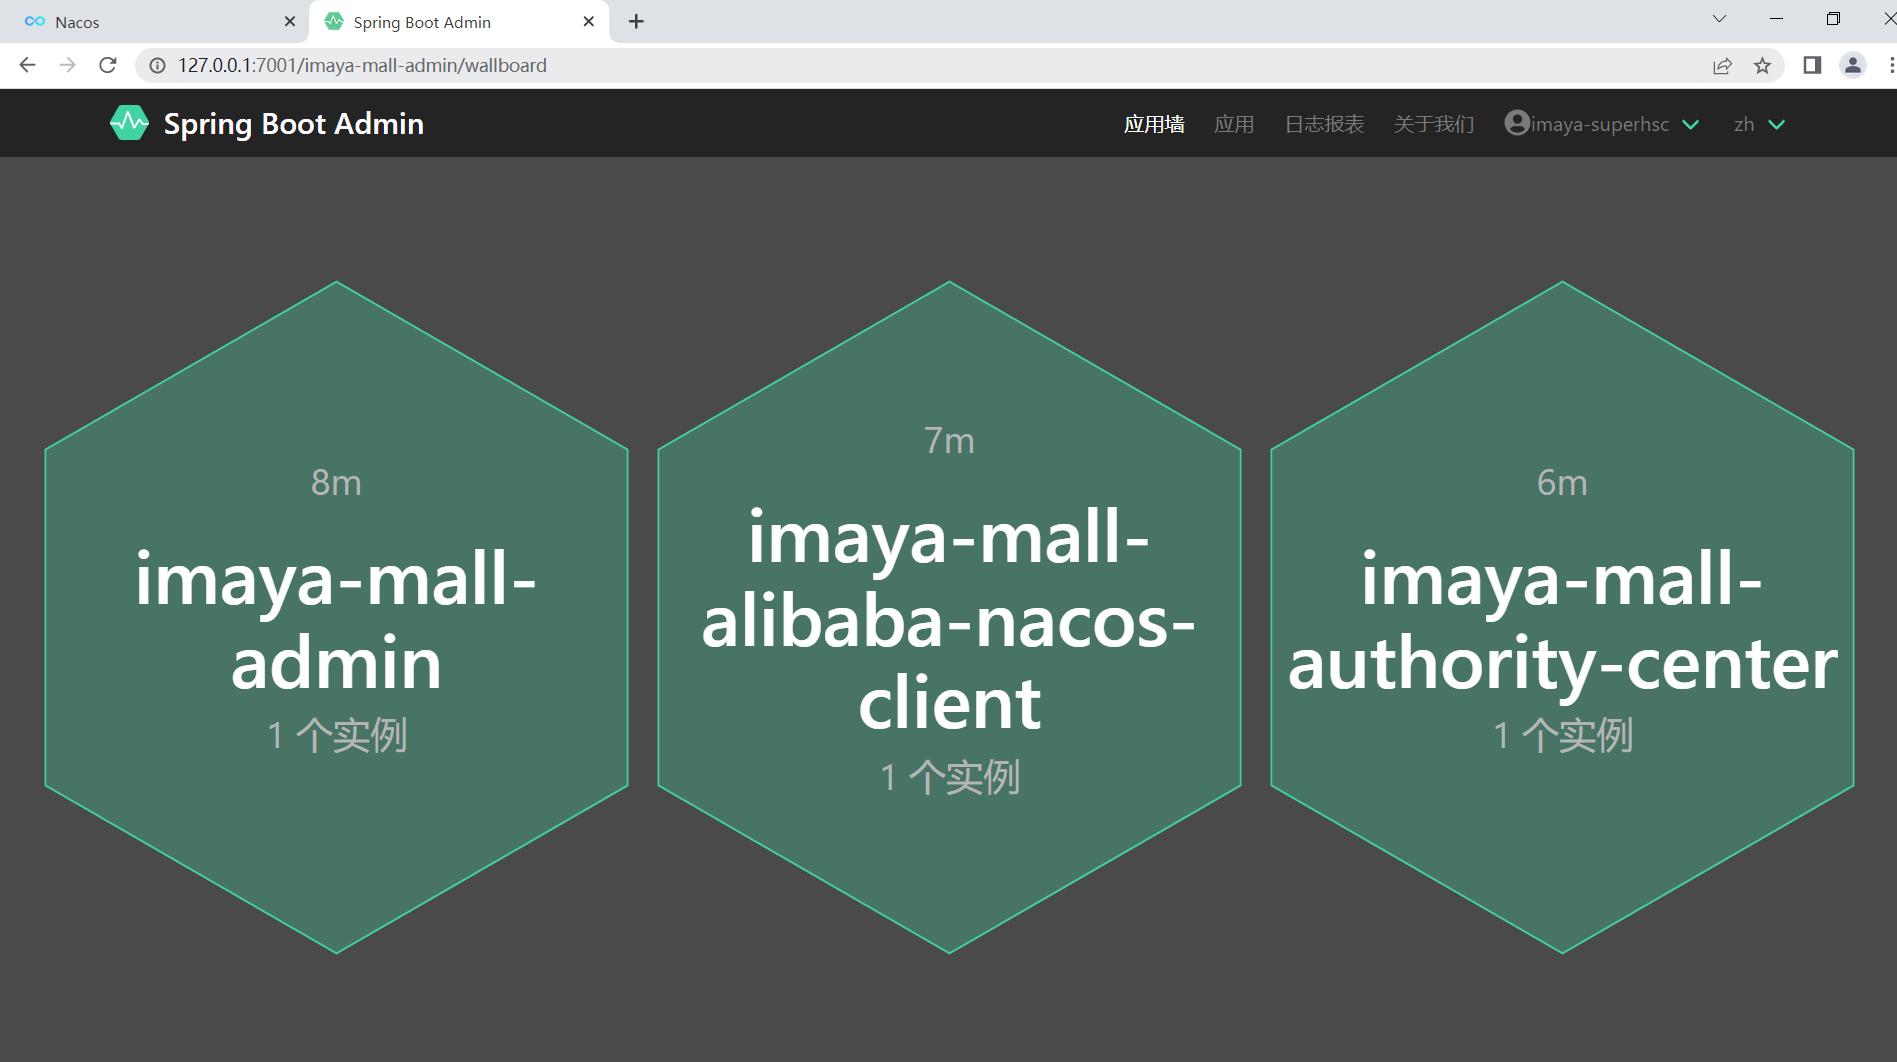 Nacos
Spring Boot Admin
127.0.0.1:7001/imaya-mall-admin/wallboard
Spring Boot Admin
应用墙 应用 日志报表 关于我们 imaya-superhsc zh
8m
imaya-mall-
admin
1 个实例
7m
imaya-mall-
alibaba-nacos-
client
1 个实例
6m
imaya-mall-
authority-center
1 个实例